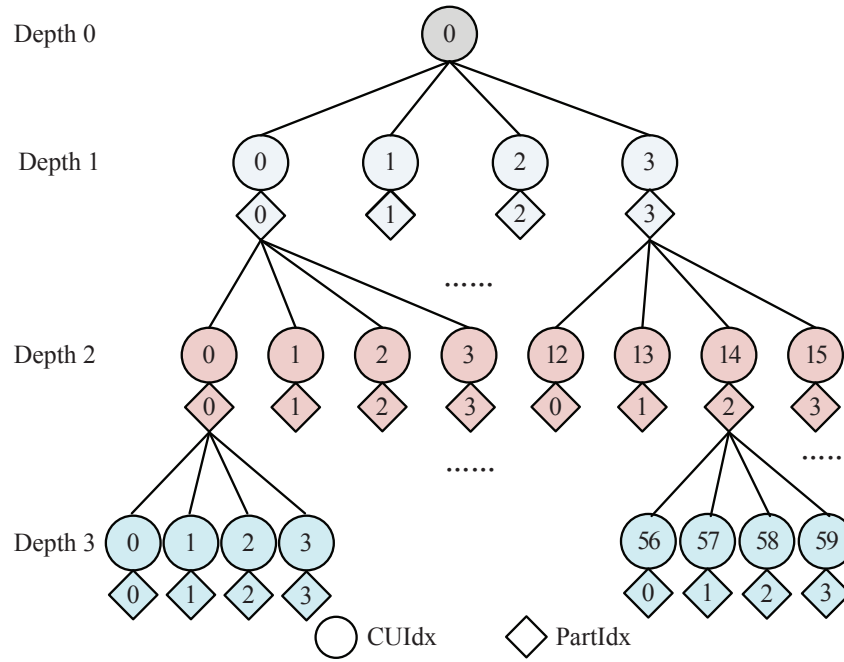 Depth 0
0
Depth 1
0 1 2 3
0 1 2 3
......
Depth 2
0 1 2 3 12 13 14 15
0 1 2 3 0 1 2 3
...... ......
Depth 3
0 1 2 3 56 57 58 59
0 1 2 3 0 1 2 3
CUIdx PartIdx